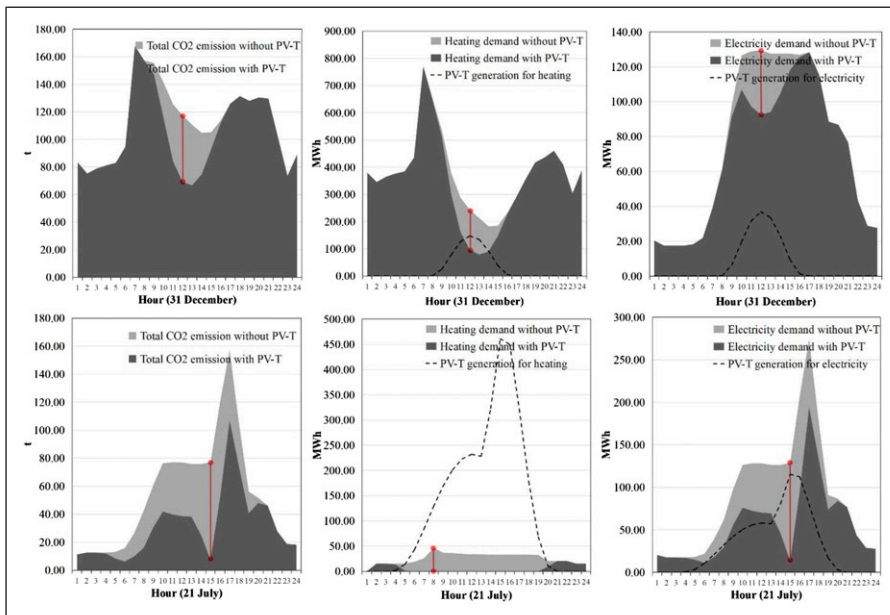 180.00
160.00
140.00
120.00
100.00
80.00
60.00
40.00
20.00
0.00
t
Total CO2 emission without PV-T
Total CO2 emission with PV-T
1 2 3 4 5 6 7 8 9 10 11 12 13 14 15 16 17 18 19 20 21 22 23 24
Hour (31 December)
900.00
800.00
700.00
600.00
500.00
400.00
300.00
200.00
100.00
0.00
MWh
Heating demand without PV-T
Heating demand with PV-T
PV-T generation for heating
1 2 3 4 5 6 7 8 9 10 11 12 13 14 15 16 17 18 19 20 21 22 23 24
Hour (31 December)
140.00
120.00
100.00
80.00
60.00
40.00
20.00
0.00
MWh
Electricity demand without PV-T
Electricity demand with PV-T
PV-T generation for electricity
1 2 3 4 5 6 7 8 9 10 11 12 13 14 15 16 17 18 19 20 21 22 23 24
Hour (31 December)
180.00
160.00
140.00
120.00
100.00
80.00
60.00
40.00
20.00
0.00
t
Total CO2 emission without PV-T
Total CO2 emission with PV-T
1 2 3 4 5 6 7 8 9 10 11 12 13 14 15 16 17 18 19 20 21 22 23 24
Hour (21 July)
500.00
450.00
400.00
350.00
300.00
250.00
200.00
150.00
100.00
50.00
0.00
MWh
Heating demand without PV-T
Heating demand with PV-T
PV-T generation for heating
1 2 3 4 5 6 7 8 9 10 11 12 13 14 15 16 17 18 19 20 21 22 23 24
Hour (21 July)
300.00
250.00
200.00
150.00
100.00
50.00
0.00
MWh
Electricity demand without PV-T
Electricity demand with PV-T
PV-T generation for electricity
1 2 3 4 5 6 7 8 9 10 11 12 13 14 15 16 17 18 19 20 21 22 23 24
Hour (21 July)